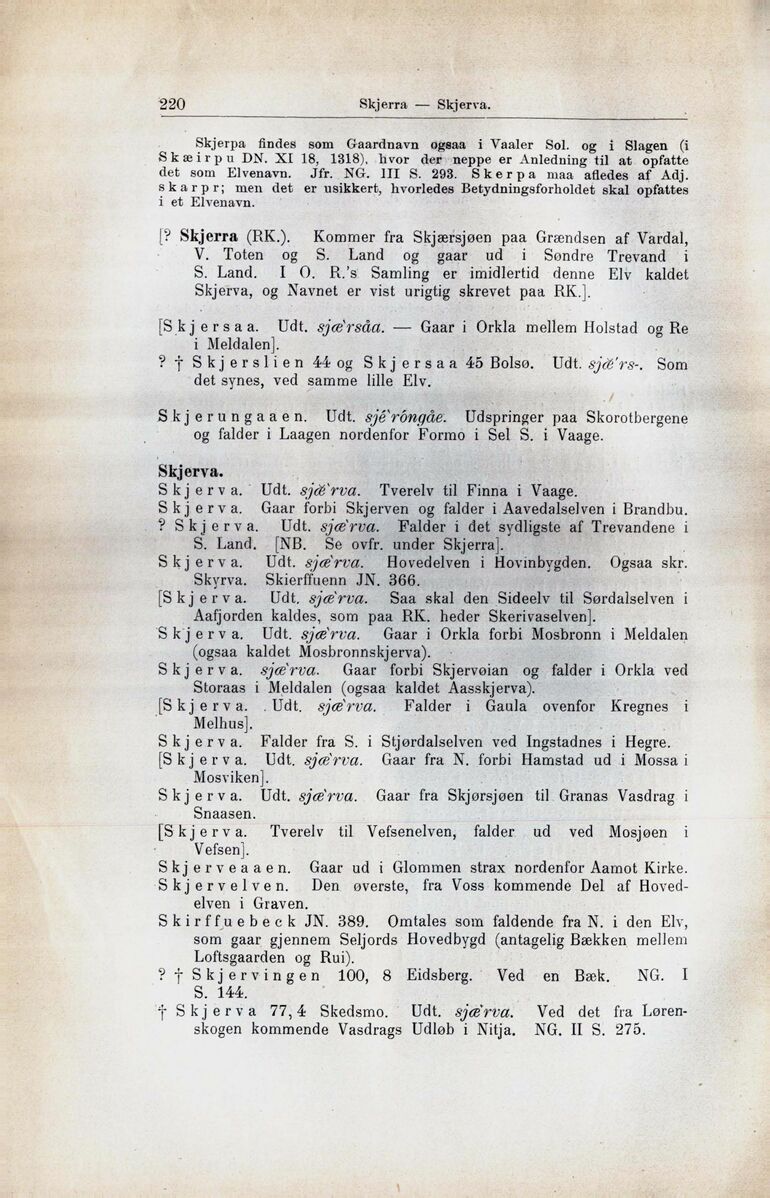 220 Skjerra — Skjerva.
Skjerpa findes som Gaardnavn ogsaa i Vaaler Sol. og i Slagen (i
Skæirpu DN. XI 18, 1318), hvor der neppe er Anledning til at opfatte
det som Elvenavn. Jfr. NG. III S. 293. Skerpa maa afledes af Adj.
skarpr; men det er usikkert, hvorledes Betydningsforholdet skal opfattes
i et Elvenavn.
[? Skjerra (RK.). Kommer fra Skjærsjøen paa Grændsen af Vardal,
V. Toten og S. Land og gaar ud i Søndre Trevand i
S. Land. I O. R.'s Samling er imidlertid denne Elv kaldet
Skjerva, og Navnet er vist urigtig skrevet paa RK.].
[Skjersaa. Udt. sjæ`rsåa. — Gaar i Orkla mellem Holstad og Re
i Meldalen].
? † Skjerslien 44 og Skjersaa 45 Bolsø. Udt. sjæ̆'rs-. Som
det synes, ved samme lille Elv.
Skjerungaaen. Udt. sjé`róngåe. Udspringer paa Skorotbergene
og falder i Laagen nordenfor Formo i Sel S. i Vaage.
Skjerva.
Skjerva. Udt. sjæ̆`rva. Tverelv til Finna i Vaage.
Skjerva. Gaar forbi Skjerven og falder i Aavedalselven i Brandbu.
? Skjerva. Udt. sjæ`rva. Falder i det sydligste af Trevandene i
S. Land. [NB. Se ovfr. under Skjerra].
Skjerva. Udt. sjæ`rva. Hovedelven i Hovinbygden. Ogsaa skr.
Skyrva. Skierffuenn JN. 366.
[Skjerva. Udt. sjæ`rva. Saa skal den Sideelv til Sørdalselven i
Aafjorden kaldes, som paa RK. heder Skerivaselven].
Skjerva. Udt. sjæ`rva. Gaar i Orkla forbi Mosbronn i Meldalen
(ogsaa kaldet Mosbronnskjerva).
Skjerva. sjæ`rva. Gaar forbi Skjervøian og falder i Orkla ved
Storaas i Meldalen (ogsaa kaldet Aasskjerva).
[Skjerva. Udt. sjæ`rva. Falder i Gaula ovenfor Kregnes i
Melhus].
Skjerva. Falder fra S. i Stjørdalselven ved Ingstadnes i Hegre.
[Skjerva. Udt. sjæ`rva. Gaar fra N. forbi Hamstad ud i Mossa i
Mosviken].
Skjerva. Udt. sjæ`rva. Gaar fra Skjørsjøen til Granas Vasdrag i
Snaasen.
[Skjerva. Tverelv til Vefsenelven, falder ud ved Mosjøen i
Vefsen].
Skjerveaaen. Gaar ud i Glommen strax nordenfor Aamot Kirke.
Skjervelven. Den øverste, fra Voss kommende Del af Hoved-
elven i Graven.
Skirffuebeck JN. 389. Omtales som faldende fra N. i den Elv,
som gaar gjennem Seljords Hovedbygd (antagelig Bækken mellem
Loftsgaarden og Rui).
? † Skjervingen 100, 8 Eidsberg. Ved en Bæk. NG. I
S. 144.
† Skjerva 77,4 Skedsmo. Udt. sjæ̆`rva. Ved det fra Løren-
skogen kommende Vasdrags Udløb i Nitja. NG. II S. 275.